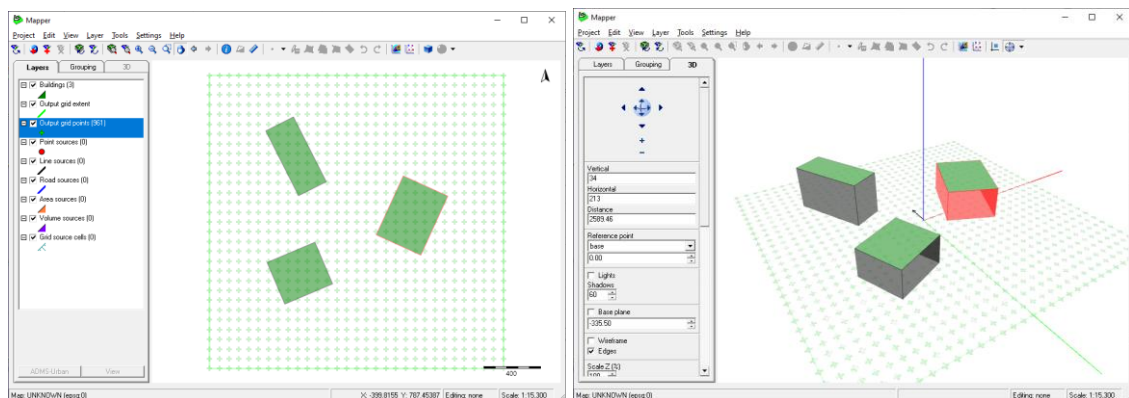 Mapper
Project Edit View Layer Tools Settings Help
Layers Grouping 3D
Buildings (3)
Output grid extent
Output grid points (961)
Point sources (0)
Line sources (0)
Road sources (0)
Area sources (0)
Volume sources (0)
Grid source cells (0)
400
ADMS-Urban View
Map: UNKNOWN (epsg:0) X: -399.8155 Y: 787.45387 Editing: none Scale: 1:15,300
Mapper
Project Edit View Layer Tools Settings Help
Layers Grouping 3D
Vertical
34
Horizontal
213
Distance
2589.46
Reference point
base
0.00
Lights
Shadows
60
Base plane
-335.50
Wireframe
Edges
Scale Z (%)
100
Map: UNKNOWN (epsg:0) Editing: none Scale: 1:15,300